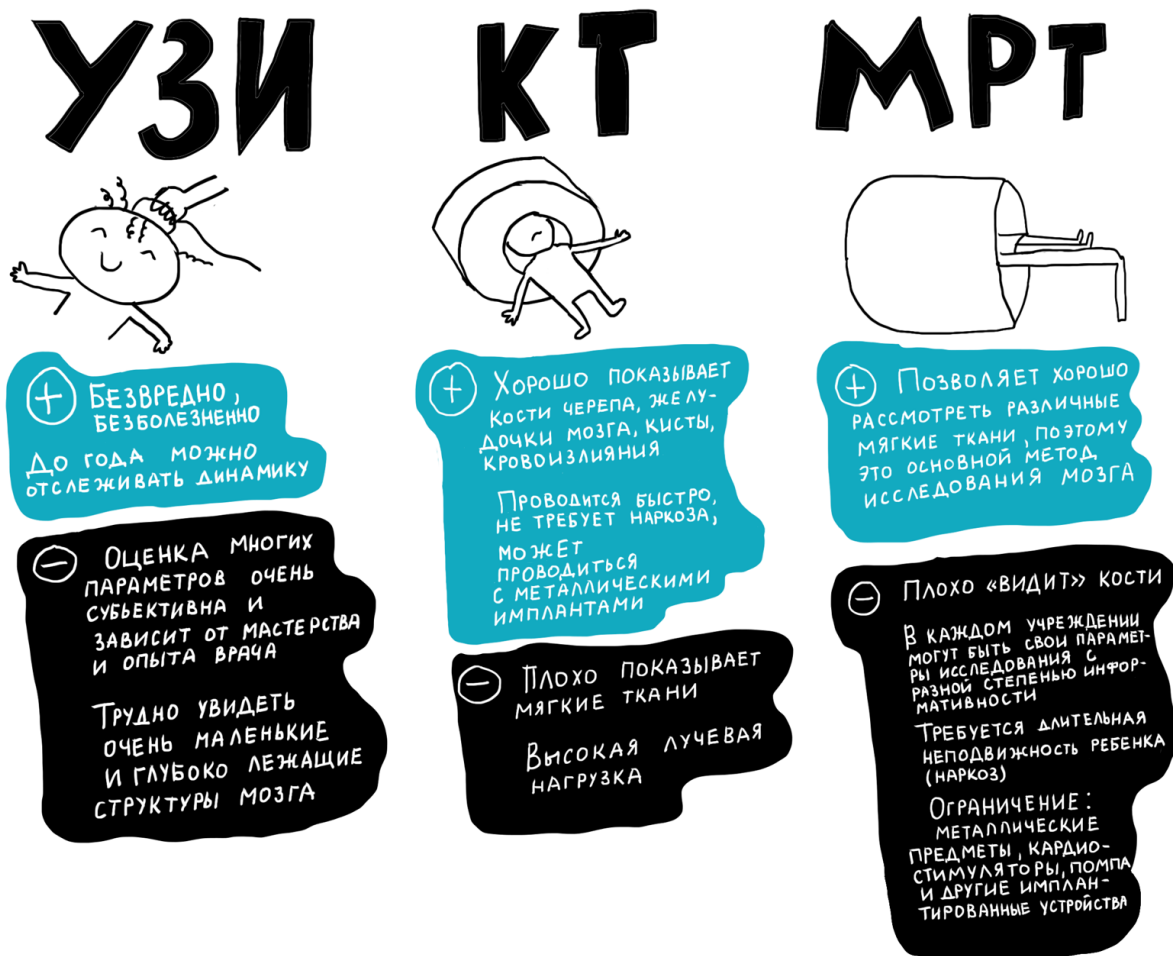 УЗИ
⊕ Безвредно,
безболезненно
До года можно
отслеживать динамику
⊖ Оценка многих
параметров очень
субьективна и
зависит от мастерства
и опыта врача
Трудно увидеть
очень маленькие
и глубоко лежащие
структуры мозга
КТ
⊕ Хорошо показывает
кости черепа, желу-
дочки мозга, кисты,
кровоизлияния
Проводится быстро,
не требует наркоза,
может
проводиться
с металлическими
имплантами
⊖ Плохо показывает
мягкие ткани
Высокая лучевая
нагрузка
МРТ
⊕ Позволяет хорошо
рассмотреть различные
мягкие ткани, поэтому
это основной метод
исследования мозга
⊖ Плохо «видит» кости
В каждом учреждении
могут быть свои парамет-
ры исследования с
разной степенью инфор-
мативности
Требуется длительная
неподвижность ребенка
(наркоз)
Ограничение:
металлические
предметы, кардио-
стимуляторы, помпа
и другие имплан-
тированные устройства